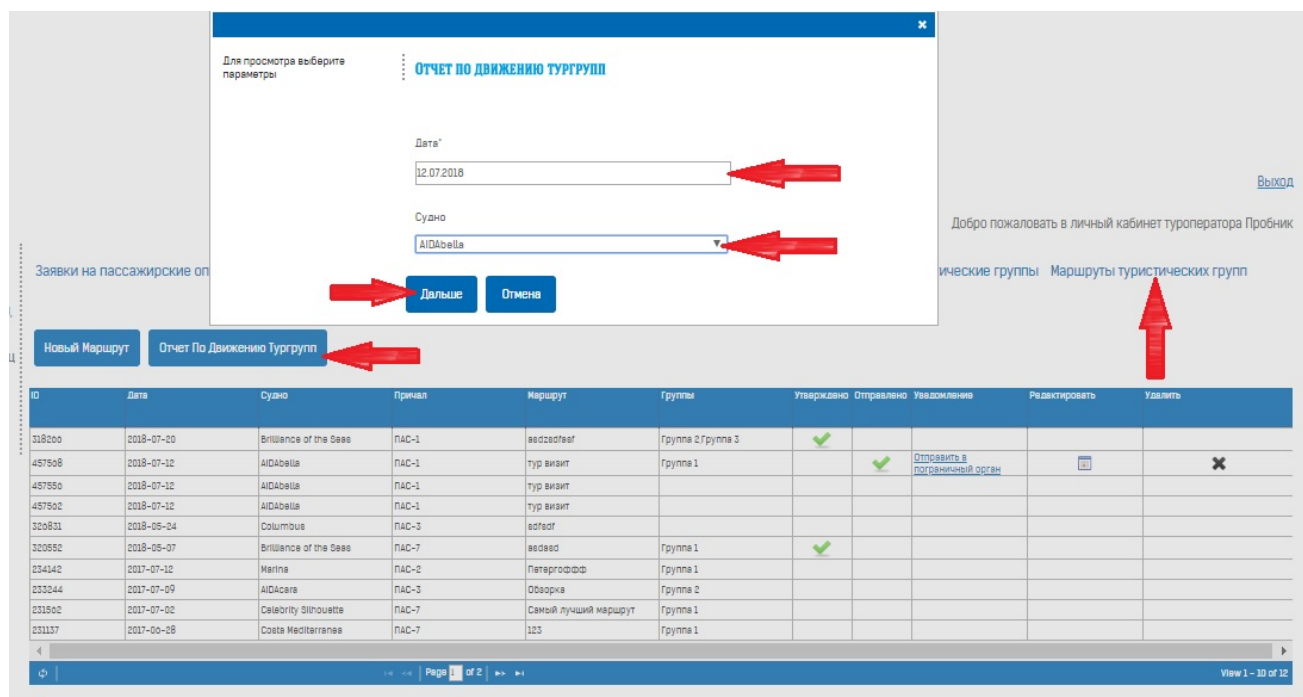 Для просмотра выберите
параметры
Отчет по движению тургрупп
Дата*
12.07.2018
Судно
AIDAbella
Дальше Отмена
Выход
Добро пожаловать в личный кабинет туроператора Пробник
Заявки на пассажирские оп ические группы Маршруты туристических групп
Новый Маршрут Отчет По Движению Тургрупп
ID Дата Судно Причал Маршрут Группы Утверждено Отправлено Уведомление Редактировать Удалить
318200 2018-07-20 Brilliance of the Seas ПАС-1 asdzsdfasf Группа 2,Группа 3
457508 2018-07-12 AIDAbella ПАС-1 тур визит Группа 1 Отправить в
пограничный орган
457550 2018-07-12 AIDAbella ПАС-1 тур визит
457502 2018-07-12 AIDAbella ПАС-1 тур визит
320831 2018-05-24 Columbus ПАС-3 sdfsdf
320552 2018-05-07 Brilliance of the Seas ПАС-7 asdasd Группа 1
234142 2017-07-12 Marina ПАС-2 Петергоффф Группа 1
233244 2017-07-09 AIDAcara ПАС-3 Обзорка Группа 2
231502 2017-07-02 Celebrity Silhouette ПАС-7 Самый лучший маршрут Группа 1
231137 2017-06-28 Costa Mediterranea ПАС-7 123 Группа 1
Page 1 of 2 View 1 - 10 of 12